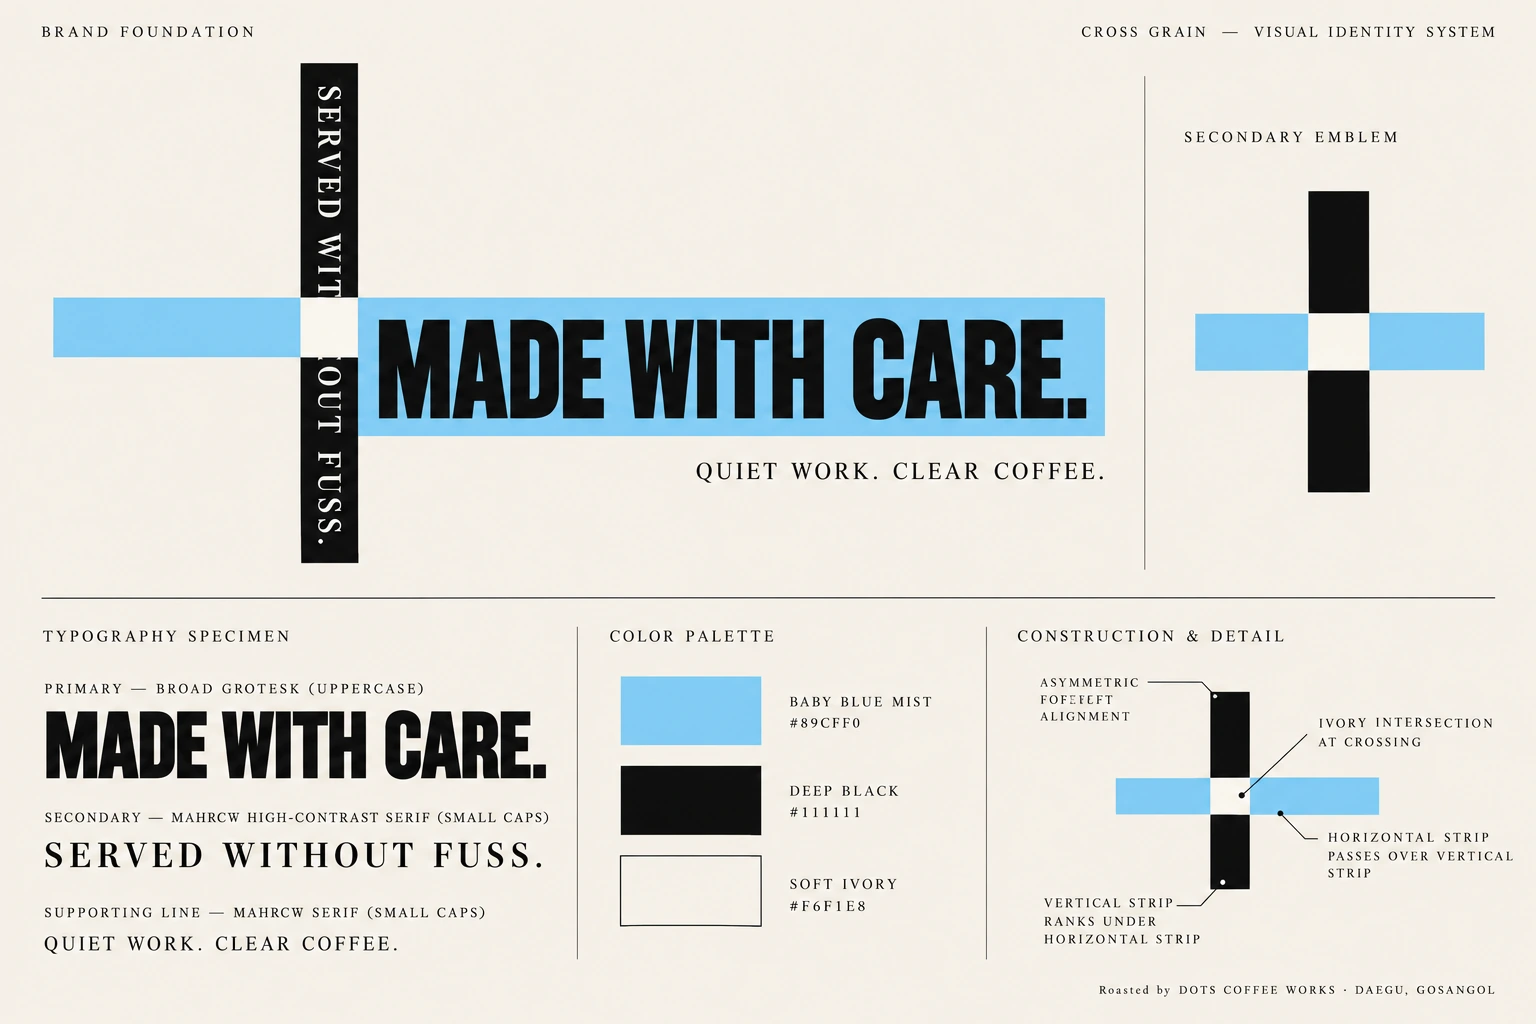 BRAND FOUNDATION
CROSS GRAIN — VISUAL IDENTITY SYSTEM
SERVED WIT OUT FUSS.
MADE WITH CARE.
QUIET WORK. CLEAR COFFEE.
SECONDARY EMBLEM
TYPOGRAPHY SPECIMEN
PRIMARY — BROAD GROTESK (UPPERCASE)
MADE WITH CARE.
SECONDARY — MAHRCW HIGH-CONTRAST SERIF (SMALL CAPS)
SERVED WITHOUT FUSS.
SUPPORTING LINE — MAHRCW SERIF (SMALL CAPS)
QUIET WORK. CLEAR COFFEE.
COLOR PALETTE
BABY BLUE MIST
#89CFF0
DEEP BLACK
#111111
SOFT IVORY
#F6F1E8
CONSTRUCTION & DETAIL
ASYMMETRIC
ALIGNMENT
IVORY INTERSECTION
AT CROSSING
HORIZONTAL STRIP
PASSES OVER VERTICAL
STRIP
VERTICAL STRIP
RANKS UNDER
HORIZONTAL STRIP
Roasted by DOTS COFFEE WORKS · DAEGU, GOSANGOL